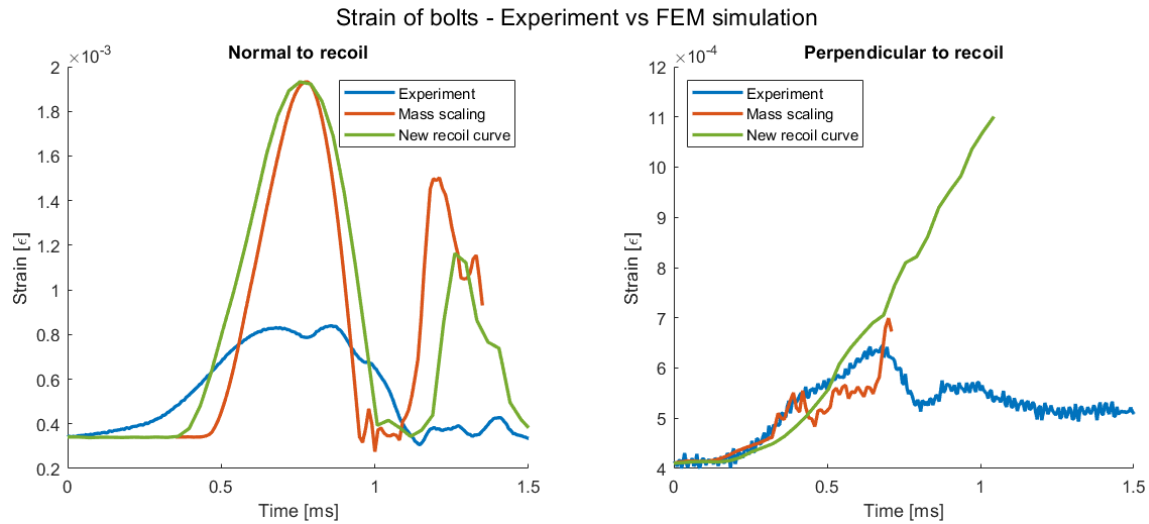 Strain of bolts - Experiment vs FEM simulation
Normal to recoil
×10⁻³
2
1.8
1.6
1.4
1.2
1
0.8
0.6
0.4
0.2
Strain [ϵ]
0
0.5
1
1.5
Time [ms]
Experiment
Mass scaling
New recoil curve
Perpendicular to recoil
×10⁻⁴
12
11
10
9
8
7
6
5
4
Strain [ϵ]
0
0.5
1
1.5
Time [ms]
Experiment
Mass scaling
New recoil curve